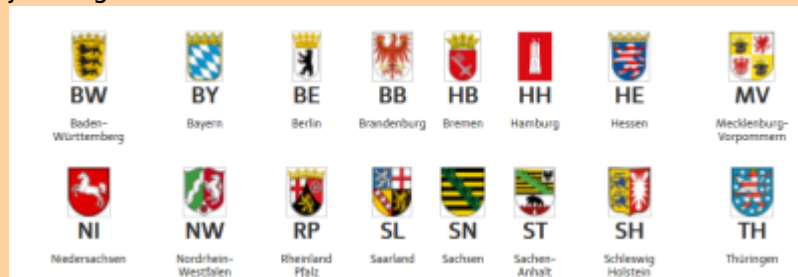 BW BY BE BB HB HH HE MV
Baden- Bayern Berlin Brandenburg Bremen Hamburg Hessen Mecklenburg-
Württemberg Vorpommern
NI NW RP SL SN ST SH TH
Niedersachsen Nordrhein- Rheinland Saarland Sachsen Sachen- Schleswig Thüringen
Westfalen Pfalz Anhalt Holstein